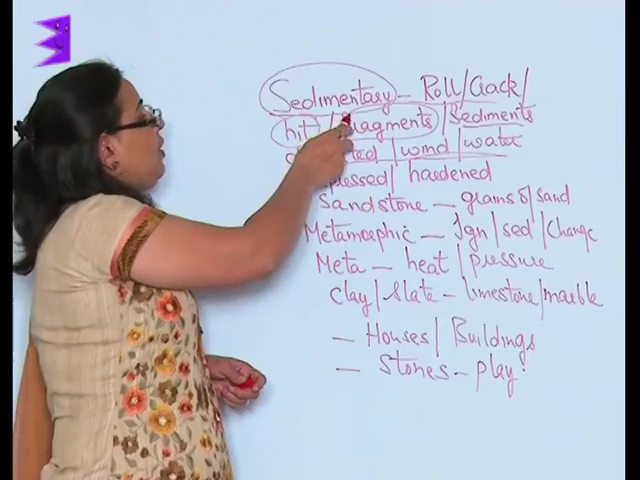 Sedimentary - Roll/Crack/
hit/fragments/Sediments
wind/water
pressed/hardened
Sandstone - grains of sand
Metamorphic - Ign/sed/Change
Meta - heat/pressure
clay/slate - limestone/marble
- Houses/Buildings
- Stones - play